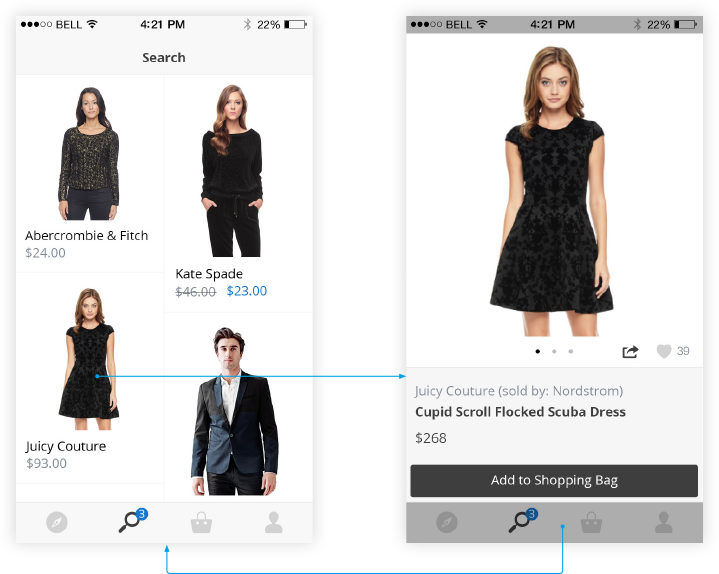 ●●●○○ BELL 4:21 PM 22%
Search
Abercrombie & Fitch
$24.00
Kate Spade
$46.00 $23.00
Juicy Couture
$93.00
3
●●●○○ BELL 4:21 PM 22%
39
Juicy Couture (sold by: Nordstrom)
Cupid Scroll Flocked Scuba Dress
$268
Add to Shopping Bag
3